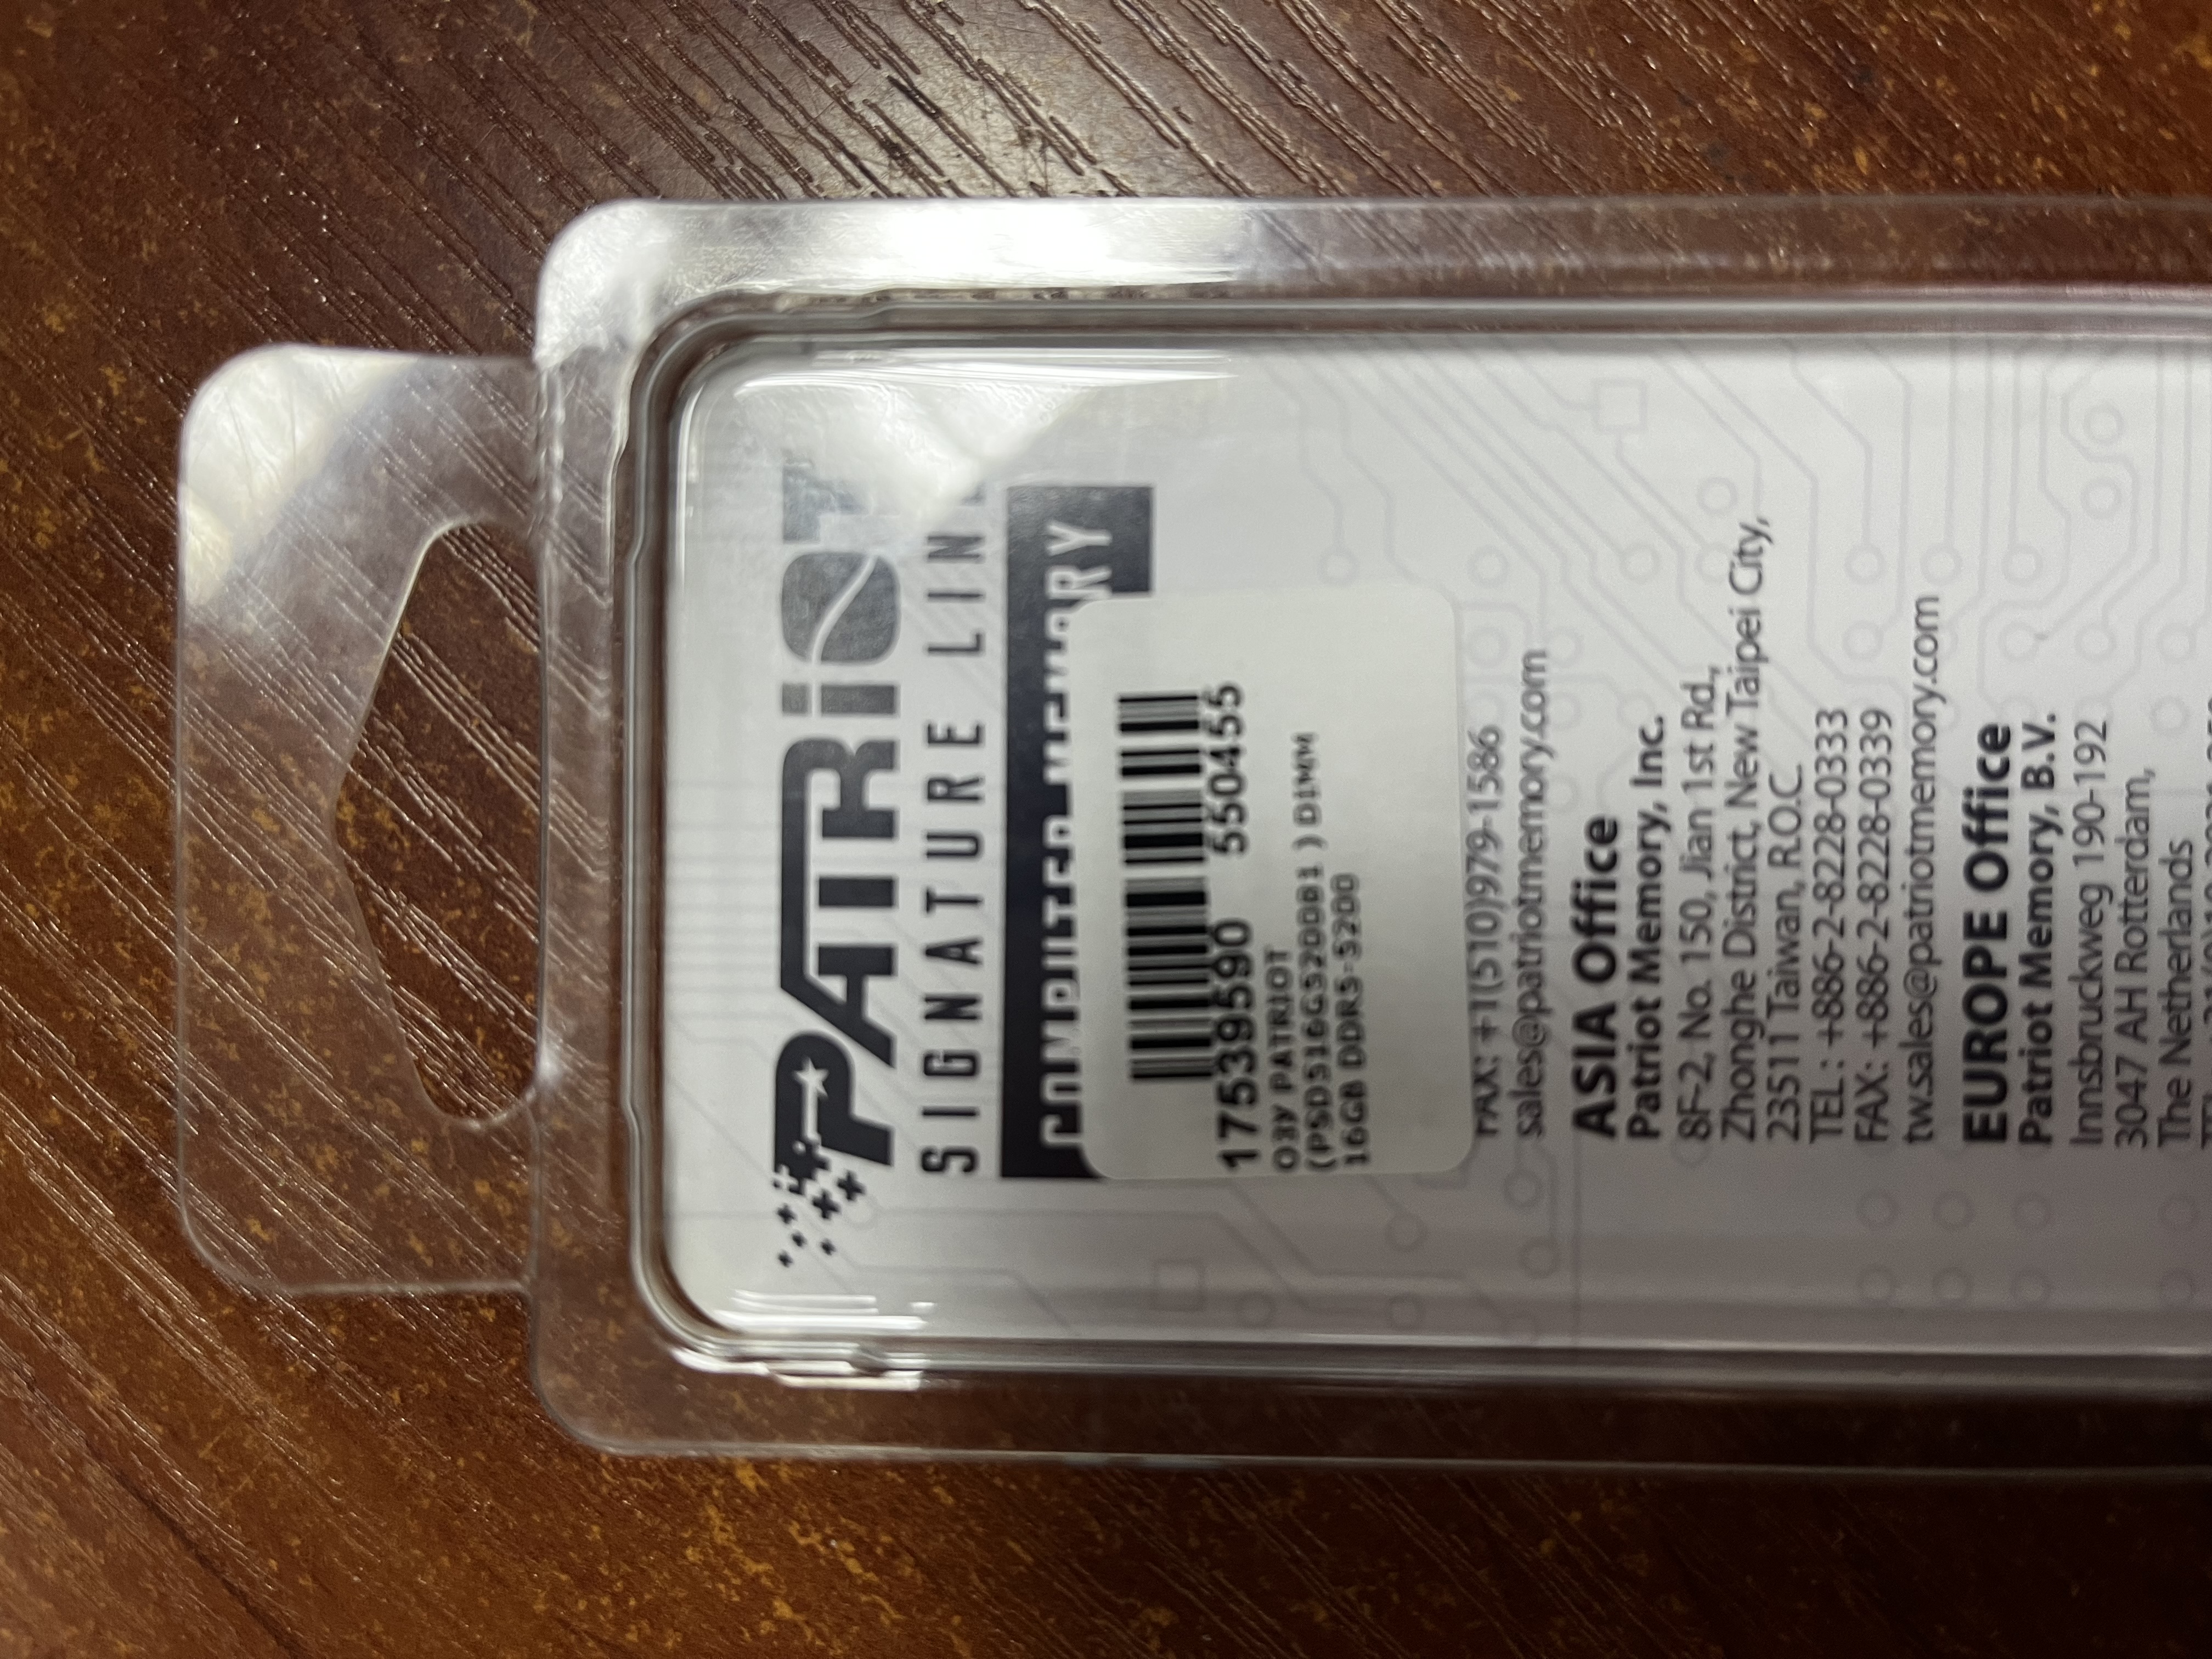 PATRiOT
SIGNATURE LINE
COMPUTER MEMORY
17539590 550455
ОЗУ PATRIOT
(PSD516G520081 ) DIMM
16GB DDR5-5200
FAX: +1(510)979-1586
sales@patriotmemory.com
ASIA Office
Patriot Memory, Inc.
8F-2, No. 150, Jian 1st Rd.,
Zhonghe District, New Taipei City,
23511 Taiwan, R.O.C.
TEL : +886-2-8228-0333
FAX: +886-2-8228-0339
tw.sales@patriotmemory.com
EUROPE Office
Patriot Memory, B.V.
Innsbruckweg 190-192
3047 AH Rotterdam,
The Netherlands